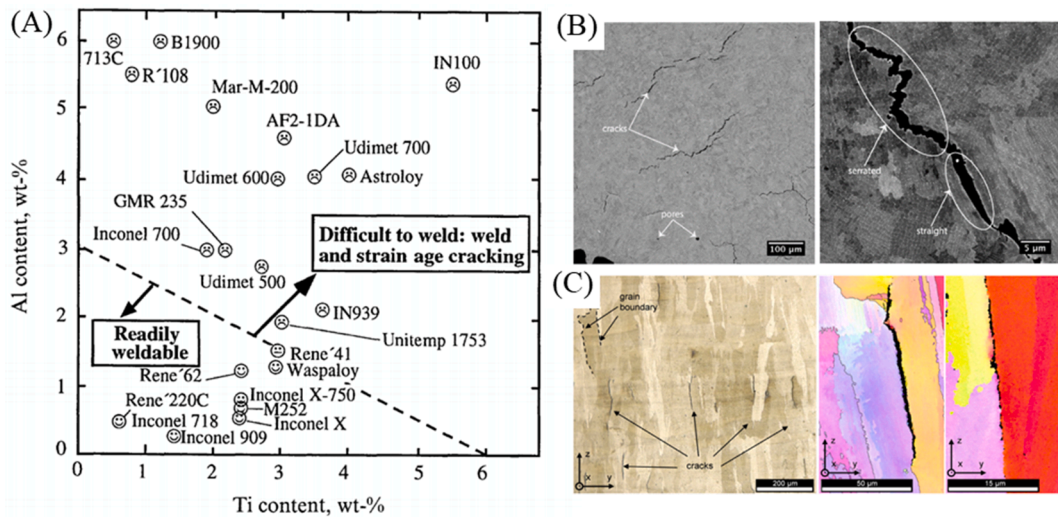 (A)
Al content, wt-%
6
5
4
3
2
1
0
713C
B1900
R´108
Mar-M-200
IN100
AF2-1DA
Udimet 700
Udimet 600
Astroloy
GMR 235
Inconel 700
Difficult to weld: weld
and strain age cracking
Udimet 500
Readily
weldable
IN939
Unitemp 1753
Rene´41
Waspaloy
Rene´62
Inconel X-750
Rene´220C
M252
Inconel 718
Inconel X
Inconel 909
0
1
2
3
4
5
6
Ti content, wt-%
(B)
cracks
pores
100 µm
serrated
straight
5 µm
(C)
grain
boundary
cracks
z
x
y
200 µm
z
x
y
50 µm
z
x
y
15 µm